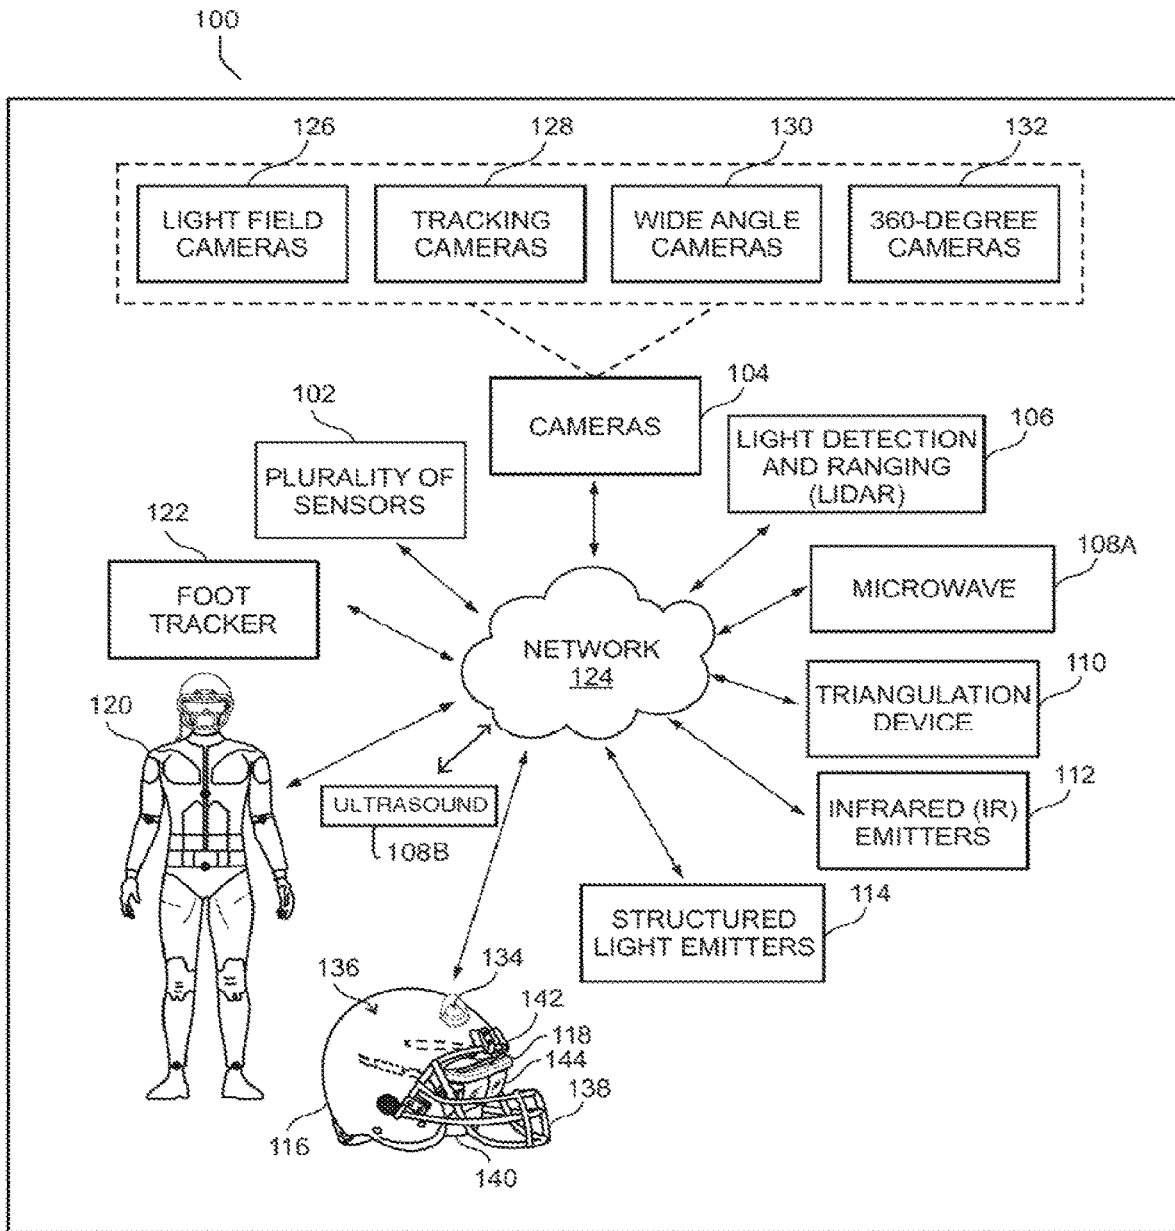 100
126
128
130
132
LIGHT FIELD
CAMERAS
TRACKING
CAMERAS
WIDE ANGLE
CAMERAS
360-DEGREE
CAMERAS
104
CAMERAS
102
PLURALITY OF
SENSORS
106
LIGHT DETECTION
AND RANGING
(LIDAR)
122
FOOT
TRACKER
108A
MICROWAVE
NETWORK
124
110
TRIANGULATION
DEVICE
120
ULTRASOUND
108B
112
INFRARED (IR)
EMITTERS
114
STRUCTURED
LIGHT EMITTERS
136
134
142
118
144
138
116
140